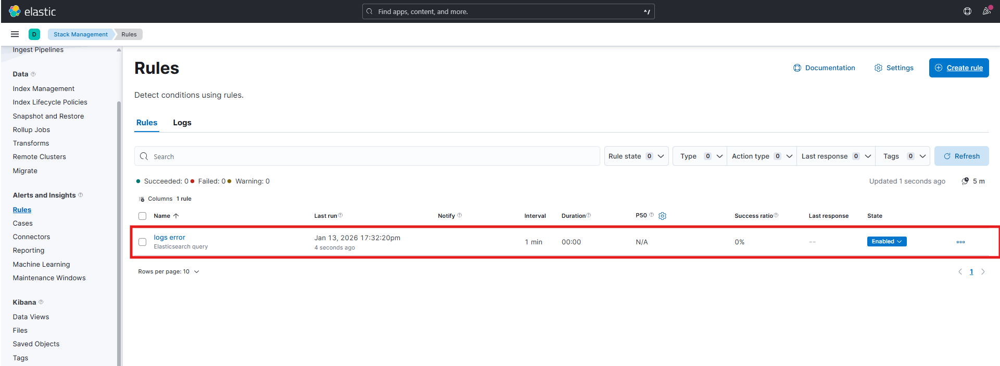 elastic
Find apps, content, and more.
^/
D
Stack Management
Rules
Ingest Pipelines
Data
Index Management
Index Lifecycle Policies
Snapshot and Restore
Rollup Jobs
Transforms
Remote Clusters
Migrate
Alerts and Insights
Rules
Cases
Connectors
Reporting
Machine Learning
Maintenance Windows
Kibana
Data Views
Files
Saved Objects
Tags
Rules
Documentation
Settings
Create rule
Detect conditions using rules.
Rules Logs
Search
Rule state 0
Type 0
Action type 0
Last response 0
Tags 0
Refresh
Succeeded: 0 Failed: 0 Warning: 0
Updated 1 seconds ago
5 m
Columns 1 rule
Name Last run Notify Interval Duration P50 Success ratio Last response State
logs error Jan 13, 2026 17:32:20pm 1 min 00:00 N/A 0% -- Enabled
Elasticsearch query 4 seconds ago
Rows per page: 10
1